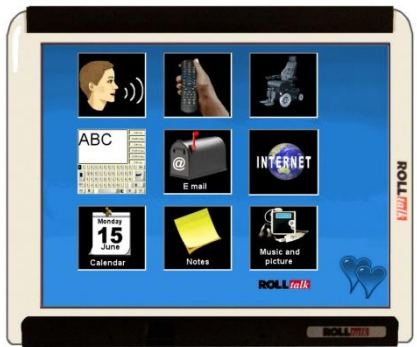 ABC
@
E mail
INTERNET
Monday
15
June
Calendar
Notes
Music and
picture
ROLLtalk
ROLLtalk
ROLLtalk